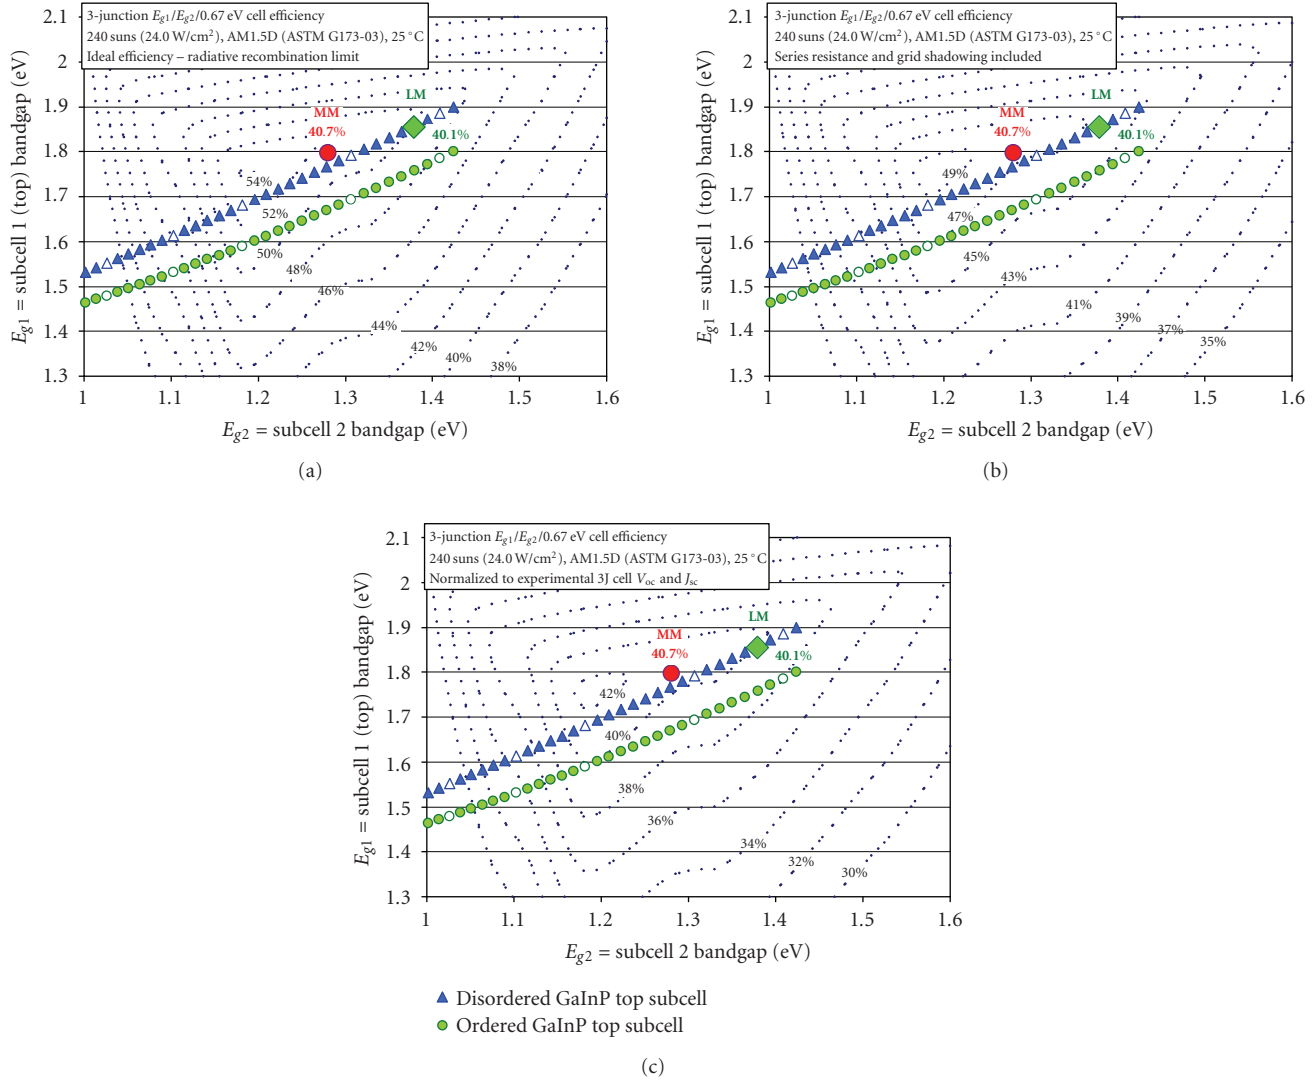 3-junction Eg1/Eg2/0.67 eV cell efficiency
240 suns (24.0 W/cm²), AM1.5D (ASTM G173-03), 25 °C
Ideal efficiency – radiative recombination limit
2.1
2
1.9
1.8
1.7
1.6
1.5
1.4
1.3
Eg1 = subcell 1 (top) bandgap (eV)
LM
MM
40.7%
40.1%
54%
52%
50%
48%
46%
44%
42%
40%
38%
1 1.1 1.2 1.3 1.4 1.5 1.6
Eg2 = subcell 2 bandgap (eV)
(a)
3-junction Eg1/Eg2/0.67 eV cell efficiency
240 suns (24.0 W/cm²), AM1.5D (ASTM G173-03), 25 °C
Series resistance and grid shadowing included
2.1
2
1.9
1.8
1.7
1.6
1.5
1.4
1.3
Eg1 = subcell 1 (top) bandgap (eV)
LM
MM
40.7%
40.1%
49%
47%
45%
43%
41%
39%
37%
35%
1 1.1 1.2 1.3 1.4 1.5 1.6
Eg2 = subcell 2 bandgap (eV)
(b)
3-junction Eg1/Eg2/0.67 eV cell efficiency
240 suns (24.0 W/cm²), AM1.5D (ASTM G173-03), 25 °C
Normalized to experimental 3J cell Voc and Jsc
2.1
2
1.9
1.8
1.7
1.6
1.5
1.4
1.3
Eg1 = subcell 1 (top) bandgap (eV)
LM
MM
40.7%
40.1%
42%
40%
38%
36%
34%
32%
30%
1 1.1 1.2 1.3 1.4 1.5 1.6
Eg2 = subcell 2 bandgap (eV)
Disordered GaInP top subcell
Ordered GaInP top subcell
(c)